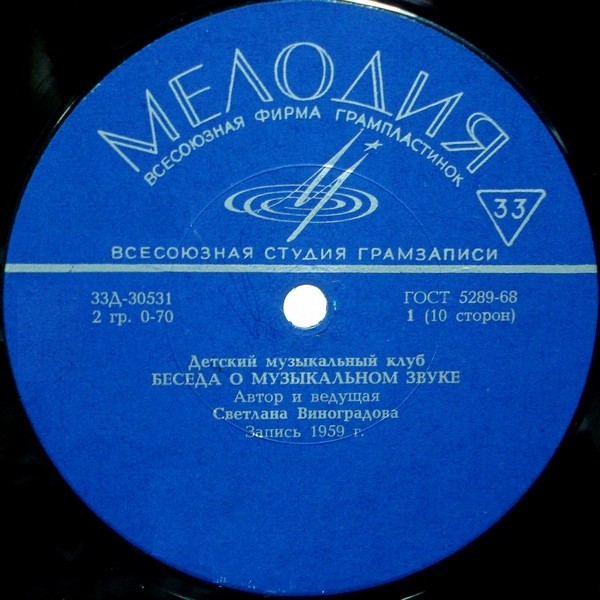 МЕЛОДИЯ
ВСЕСОЮЗНАЯ ФИРМА ГРАМПЛАСТИНОК
33
ВСЕСОЮЗНАЯ СТУДИЯ ГРАМЗАПИСИ
33Д-30531
ГОСТ 5289-68
2 гр. 0-70
1 (10 сторон)
Детский музыкальный клуб
БЕСЕДА О МУЗЫКАЛЬНОМ ЗВУКЕ
Автор и ведущая
Светлана Виноградова
Запись 1959 г.